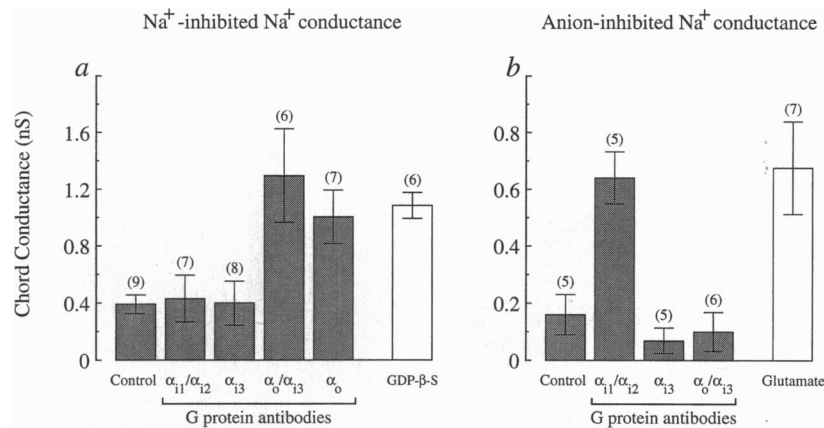 Na⁺-inhibited Na⁺ conductance
Anion-inhibited Na⁺ conductance
a
b
Chord Conductance (nS)
1.6
1.2
0.8
0.4
0
(9)
(7)
(8)
(6)
(7)
(6)
Control
αi1/αi2
αi3
αo/αi3
αo
GDP-β-S
G protein antibodies
0.8
0.6
0.4
0.2
0
(5)
(5)
(5)
(6)
(7)
Control
αi1/αi2
αi3
αo/αi3
Glutamate
G protein antibodies